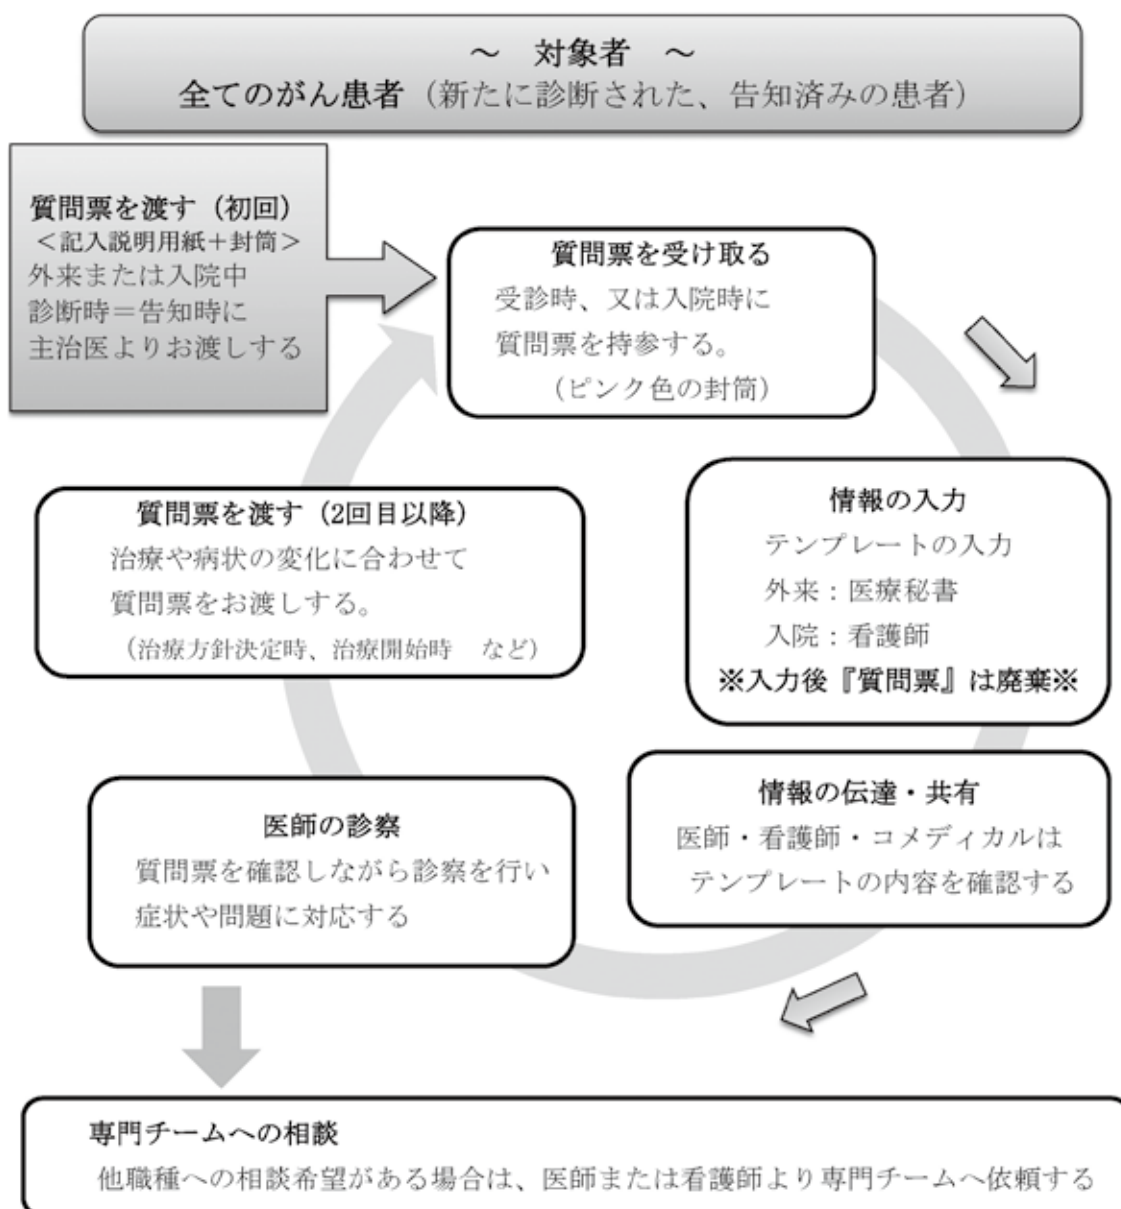 ～　対象者　～
全てのがん患者（新たに診断された、告知済みの患者）
質問票を渡す（初回）
＜記入説明用紙＋封筒＞
外来または入院中
診断時＝告知時に
主治医よりお渡しする
質問票を受け取る
受診時、又は入院時に
質問票を持参する。
（ピンク色の封筒）
情報の入力
テンプレートの入力
外来：医療秘書
入院：看護師
※入力後『質問票』は廃棄※
情報の伝達・共有
医師・看護師・コメディカルは
テンプレートの内容を確認する
医師の診察
質問票を確認しながら診察を行い
症状や問題に対応する
質問票を渡す（2回目以降）
治療や病状の変化に合わせて
質問票をお渡しする。
（治療方針決定時、治療開始時　など）
専門チームへの相談
他職種への相談希望がある場合は、医師または看護師より専門チームへ依頼する